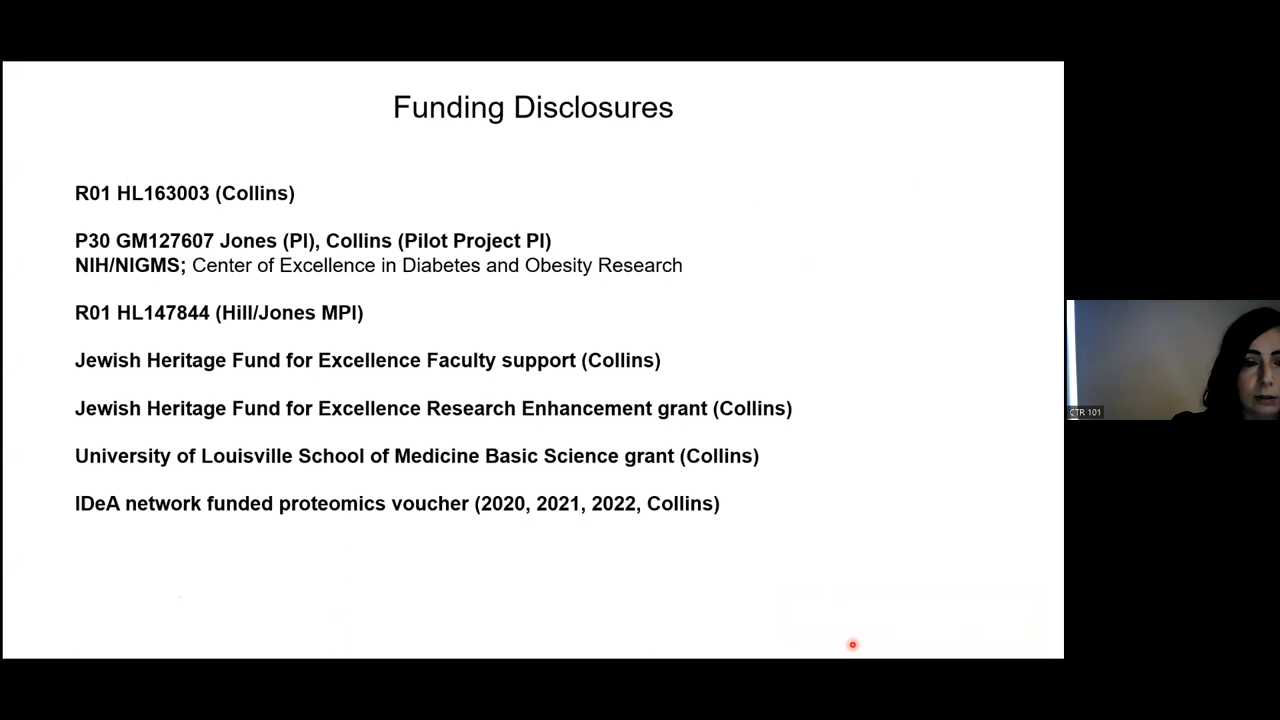 Funding Disclosures
R01 HL163003 (Collins)
P30 GM127607 Jones (PI), Collins (Pilot Project PI)
NIH/NIGMS; Center of Excellence in Diabetes and Obesity Research
R01 HL147844 (Hill/Jones MPI)
Jewish Heritage Fund for Excellence Faculty support (Collins)
Jewish Heritage Fund for Excellence Research Enhancement grant (Collins)
University of Louisville School of Medicine Basic Science grant (Collins)
IDeA network funded proteomics voucher (2020, 2021, 2022, Collins)
CTR 101